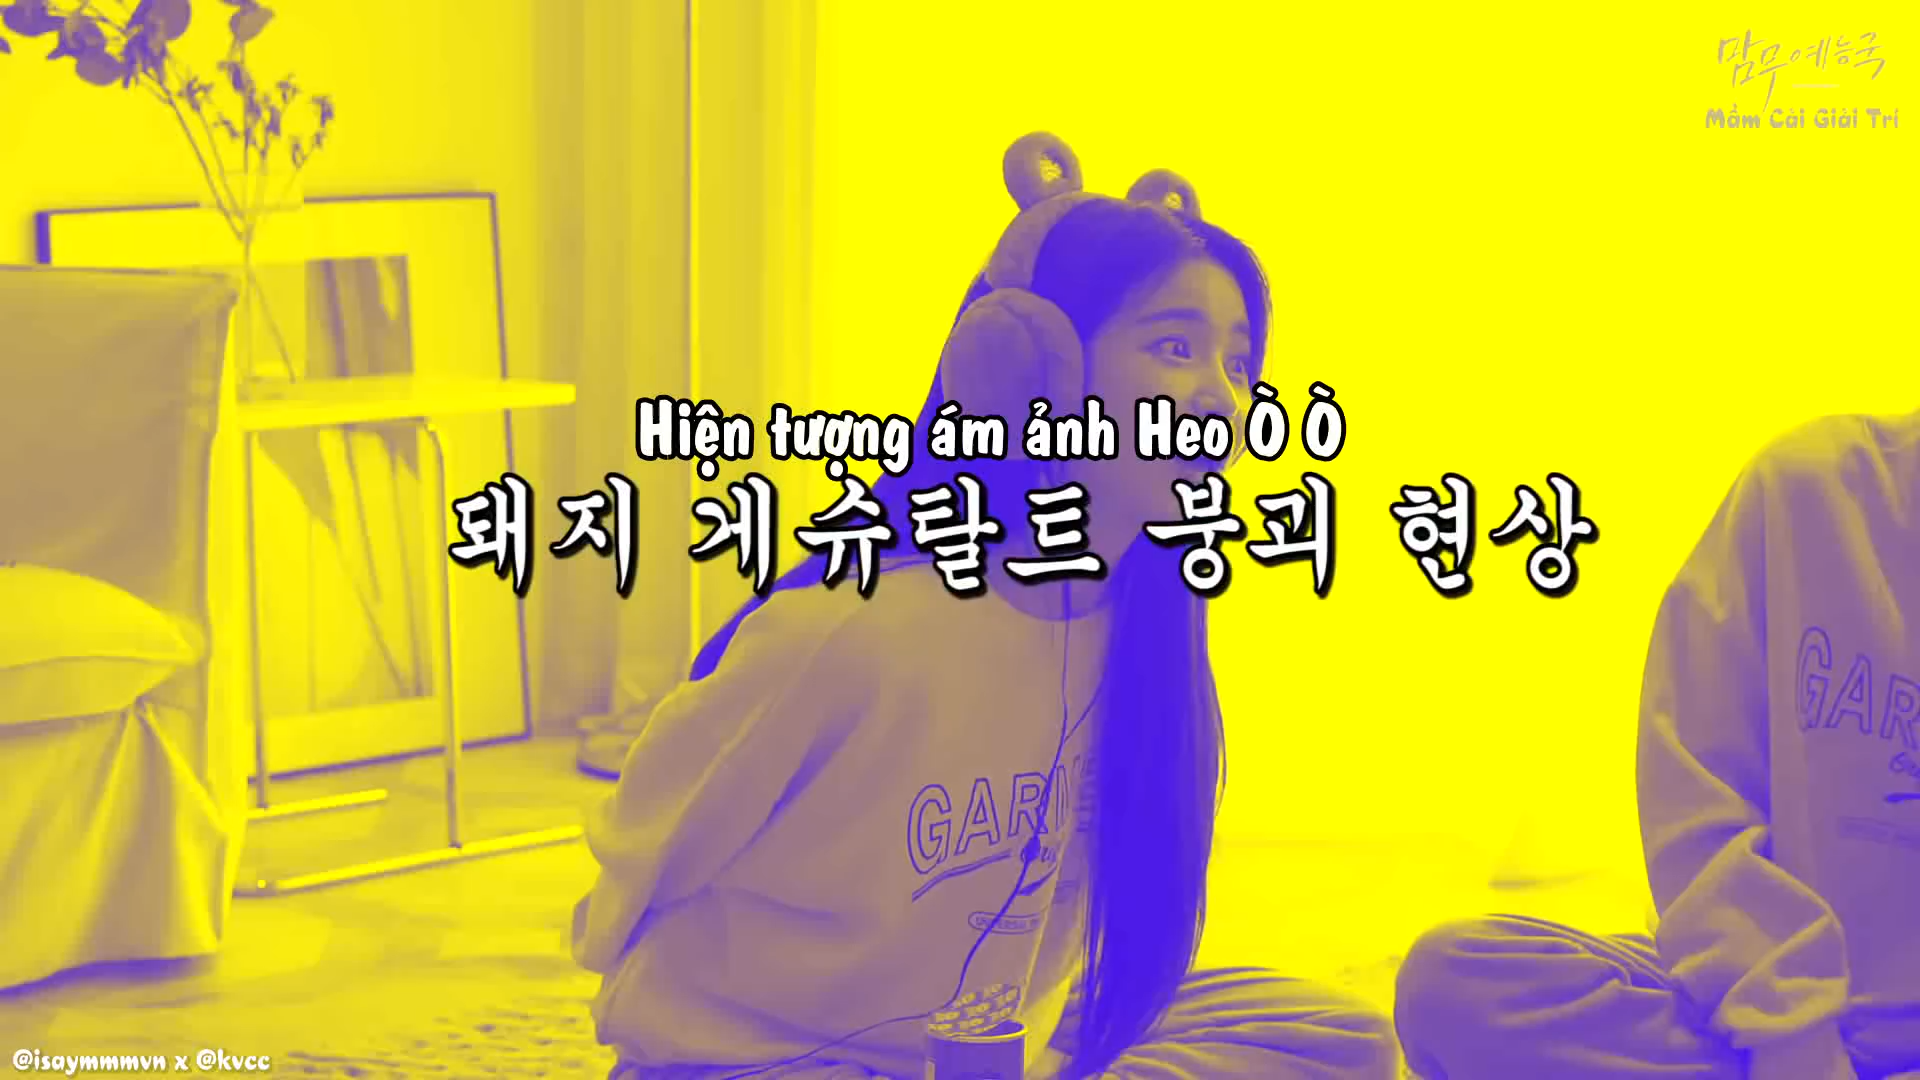 맘무예능국
Mầm Cải Giải Trí
Hiện tượng ám ảnh Heo Ò Ò
돼지 게슈탈트 붕괴 현상
GAR
GAR
@isaymmmvn x @kvcc